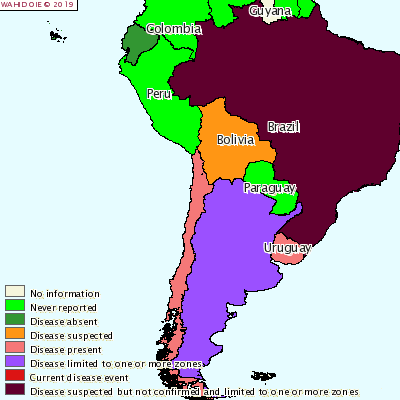 WAHIDOIE © 2019
Guyana
Colombia
Peru
Brazil
Bolivia
Paraguay
Uruguay
No information
Never reported
Disease absent
Disease suspected
Disease present
Disease limited to one or more zones
Current disease event
Disease suspected but not confirmed and limited to one or more zones